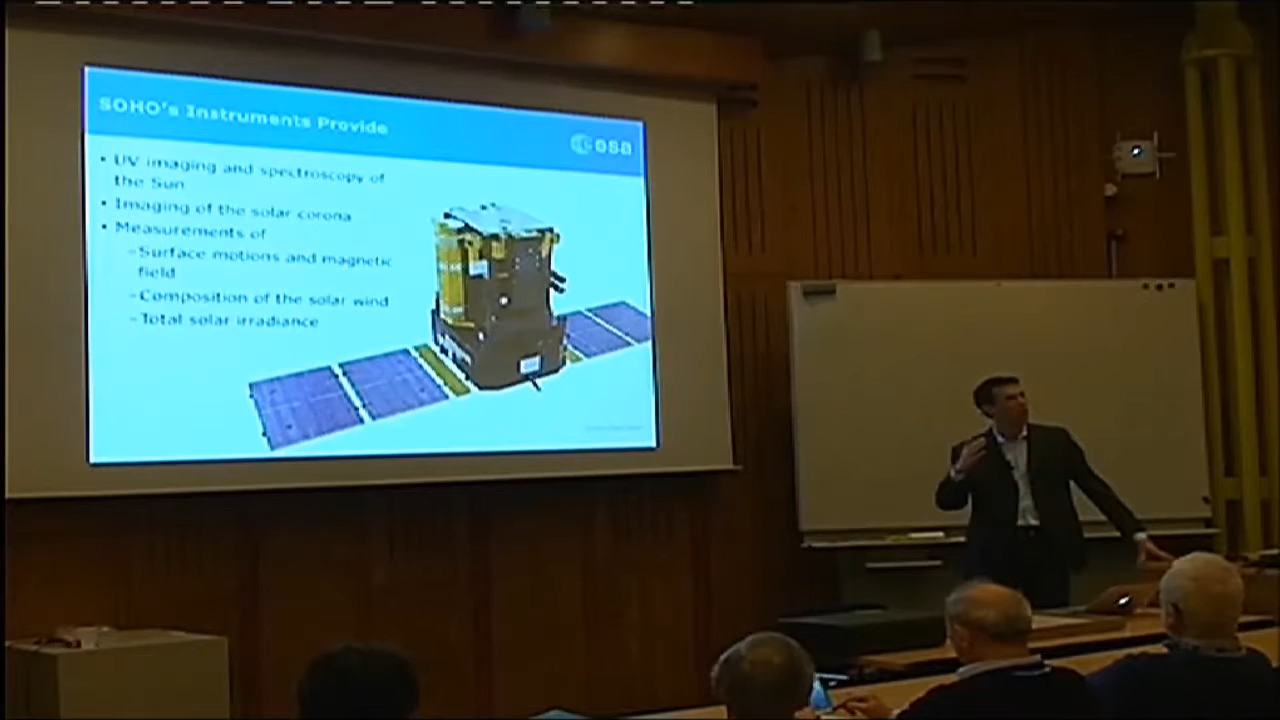 SOHO's Instruments Provide
esa
• UV imaging and spectroscopy of
the Sun
• Imaging of the solar corona
• Measurements of
–Surface motions and magnetic
field
–Composition of the solar wind
–Total solar irradiance